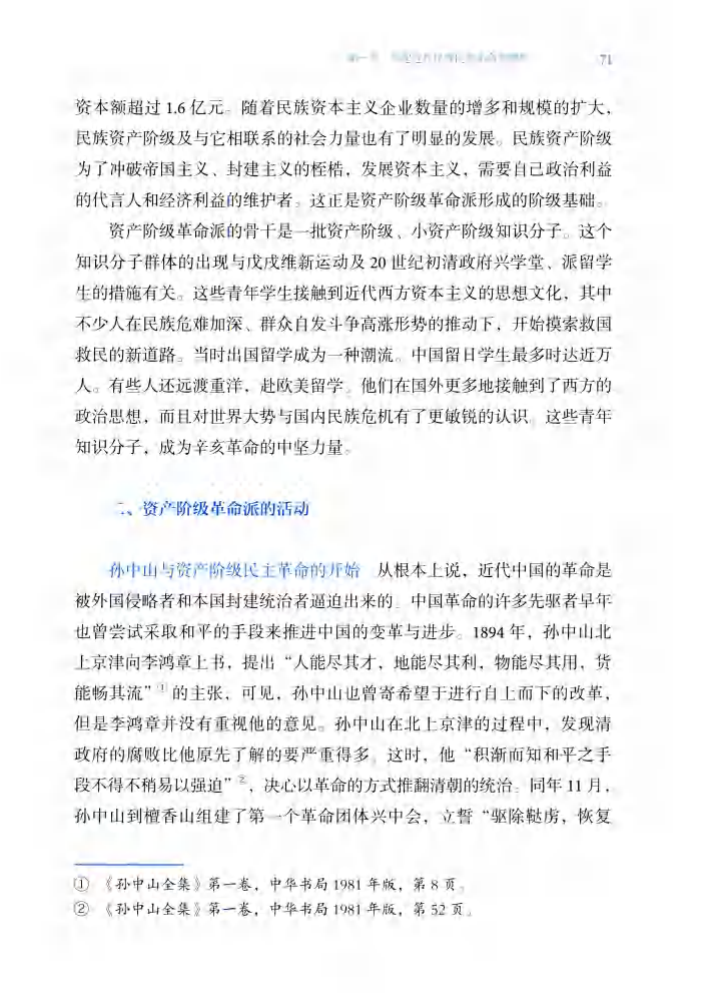 71
资本额超过 1.6 亿元。随着民族资本主义企业数量的增多和规模的扩大，
民族资产阶级及与它相联系的社会力量也有了明显的发展。民族资产阶级
为了冲破帝国主义、封建主义的桎梏，发展资本主义，需要自己政治利益
的代言人和经济利益的维护者。这正是资产阶级革命派形成的阶级基础。
资产阶级革命派的骨干是一批资产阶级、小资产阶级知识分子。这个
知识分子群体的出现与戊戌维新运动及 20 世纪初清政府兴学堂、派留学
生的措施有关。这些青年学生接触到近代西方资本主义的思想文化，其中
不少人在民族危难加深、群众自发斗争高涨形势的推动下，开始摸索救国
救民的新道路。当时出国留学成为一种潮流。中国留日学生最多时达近万
人。有些人还远渡重洋，赴欧美留学。他们在国外更多地接触到了西方的
政治思想，而且对世界大势与国内民族危机有了更敏锐的认识。这些青年
知识分子，成为辛亥革命的中坚力量。
二、资产阶级革命派的活动
孙中山与资产阶级民主革命的开始 从根本上说，近代中国的革命是
被外国侵略者和本国封建统治者逼迫出来的。中国革命的许多先驱者早年
也曾尝试采取和平的手段来推进中国的变革与进步。1894 年，孙中山北
上京津向李鸿章上书，提出“人能尽其才，地能尽其利，物能尽其用，货
能畅其流”①的主张，可见，孙中山也曾寄希望于进行自上而下的改革，
但是李鸿章并没有重视他的意见。孙中山在北上京津的过程中，发现清
政府的腐败比他原先了解的要严重得多。这时，他“积渐而知和平之手
段不得不稍易以强迫”②，决心以革命的方式推翻清朝的统治。同年 11 月，
孙中山到檀香山组建了第一个革命团体兴中会，立誓“驱除鞑虏，恢复
① 《孙中山全集》第一卷，中华书局 1981 年版，第 8 页。
② 《孙中山全集》第一卷，中华书局 1981 年版，第 52 页。